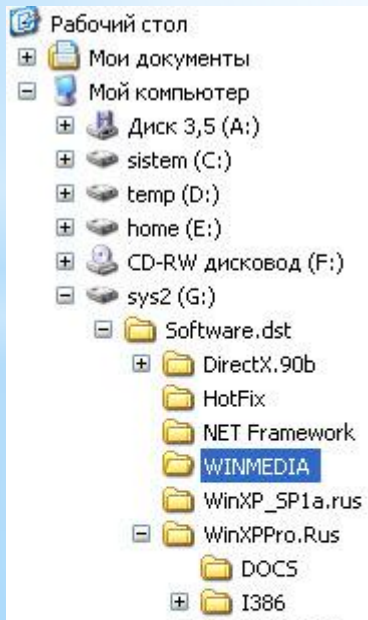 Рабочий стол
Мои документы
Мой компьютер
Диск 3,5 (A:)
sistem (C:)
temp (D:)
home (E:)
CD-RW дисковод (F:)
sys2 (G:)
Software.dst
DirectX.90b
HotFix
NET Framework
WINMEDIA
WinXP_SP1a.rus
WinXPPro.Rus
DOCS
I386